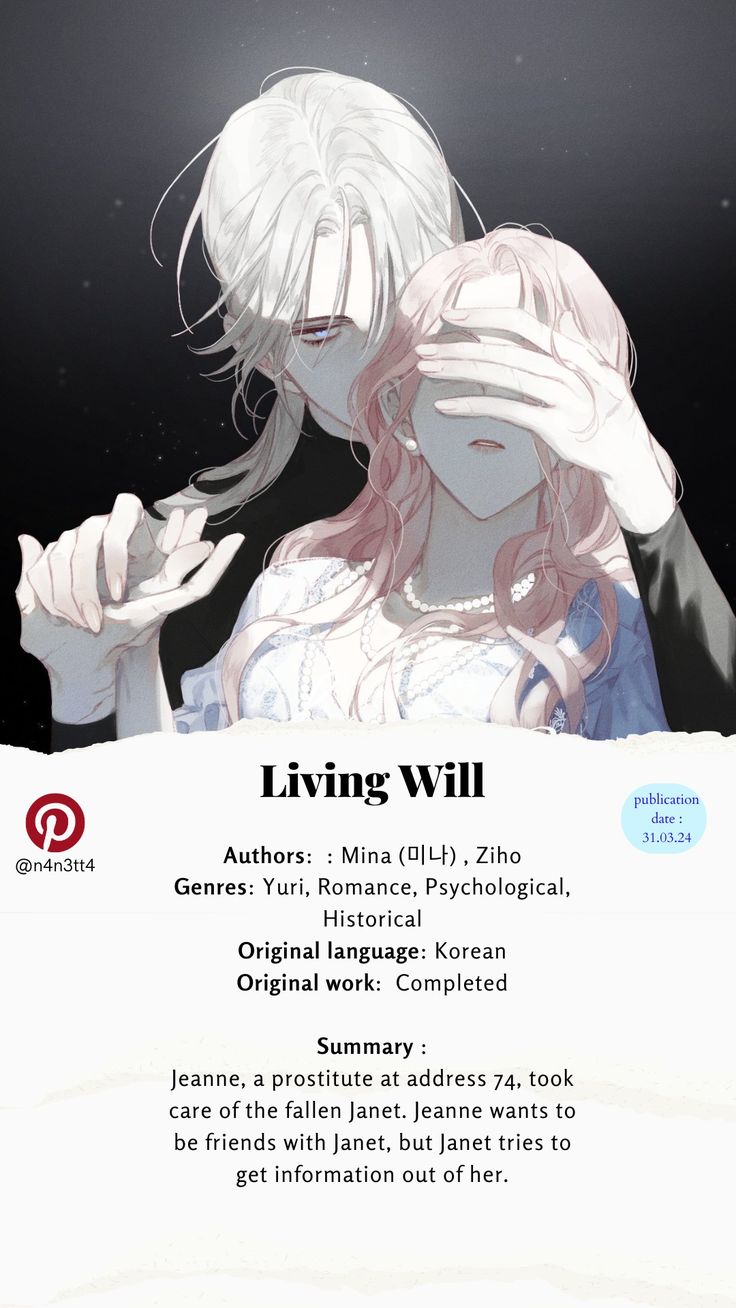 Living Will
@n4n3tt4
publication
date :
31.03.24
Authors:  : Mina (미나) , Ziho
Genres: Yuri, Romance, Psychological,
Historical
Original language: Korean
Original work:  Completed
Summary :
Jeanne, a prostitute at address 74, took
care of the fallen Janet. Jeanne wants to
be friends with Janet, but Janet tries to
get information out of her.